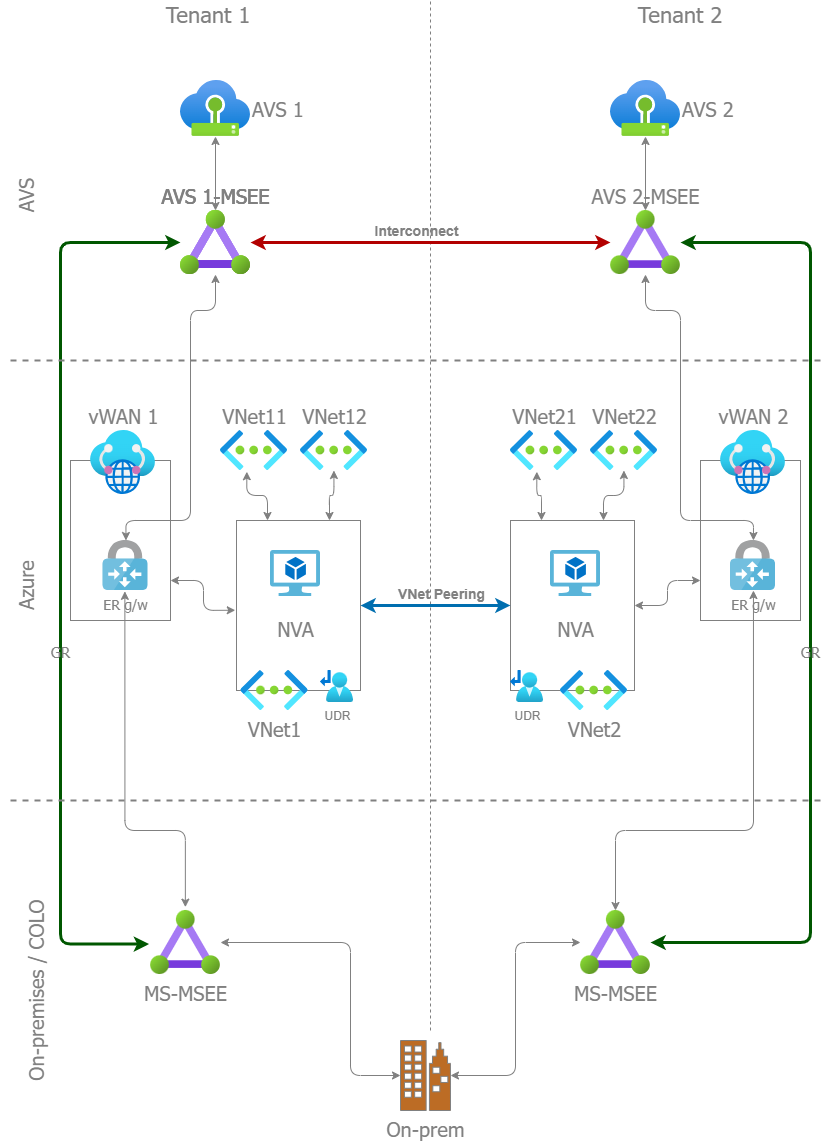 Tenant 1
Tenant 2
AVS 1
AVS 2
AVS
AVS 1-MSEE
AVS 2-MSEE
Interconnect
vWAN 1
VNet11
VNet12
VNet21
VNet22
vWAN 2
Azure
ER g/w
NVA
VNet Peering
NVA
ER g/w
GR
GR
UDR
UDR
VNet1
VNet2
On-premises / COLO
MS-MSEE
MS-MSEE
On-prem